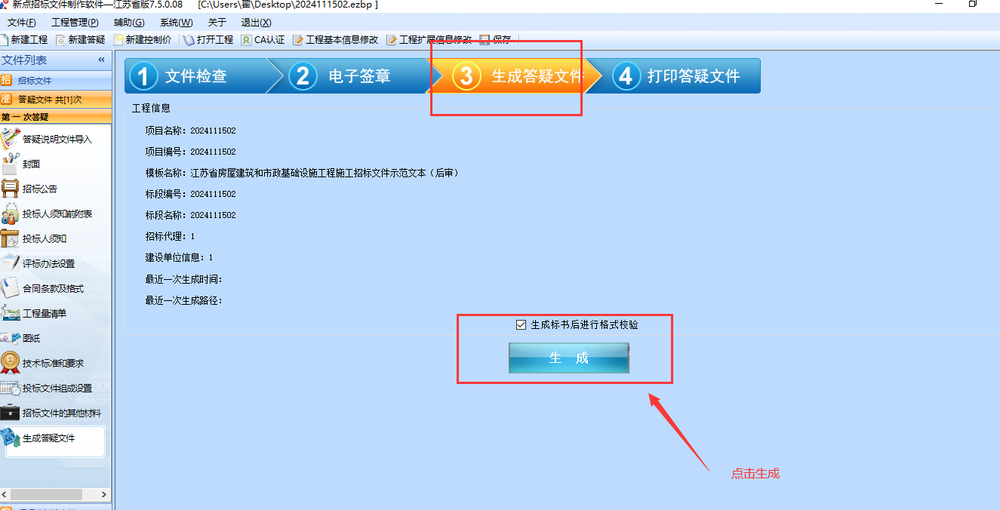 新点招标文件制作软件—江苏省版7.5.0.08 [C:\Users\翟\Desktop\2024111502.ezbp ]
文件(F) 工程管理(P) 辅助(G) 系统(W) 关于 退出(X)
新建工程 新建答疑 新建控制价 打开工程 CA认证 工程基本信息修改 工程扩展信息修改 保存
文件列表 «
招 招标文件
澄 答疑文件 共[1]次
第一次答疑
答疑说明文件导入
封面
招标公告
投标人须知前附表
投标人须知
评标办法设置
合同条款及格式
工程量清单
图纸
技术标准和要求
投标文件组成设置
招标文件的其他材料
生成答疑文件
1 文件检查 2 电子签章 3 生成答疑文件 4 打印答疑文件
工程信息
项目名称：2024111502
项目编号：2024111502
模板名称：江苏省房屋建筑和市政基础设施工程施工招标文件示范文本（后审）
标段编号：2024111502
标段名称：2024111502
招标代理：1
建设单位信息：1
最近一次生成时间：
最近一次生成路径：
生成标书后进行格式校验
生 成
点击生成